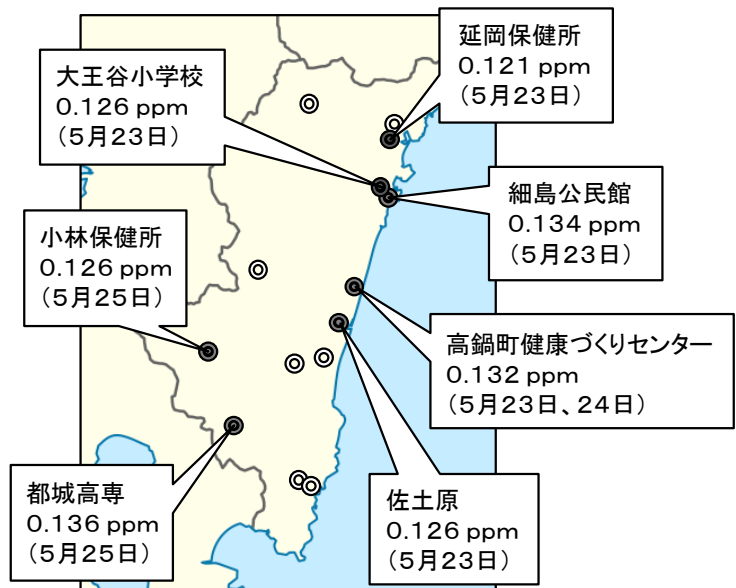 延岡保健所
0.121 ppm
(5月23日)
大王谷小学校
0.126 ppm
(5月23日)
細島公民館
0.134 ppm
(5月23日)
小林保健所
0.126 ppm
(5月25日)
高鍋町健康づくりセンター
0.132 ppm
(5月23日、24日)
都城高専
0.136 ppm
(5月25日)
佐土原
0.126 ppm
(5月23日)